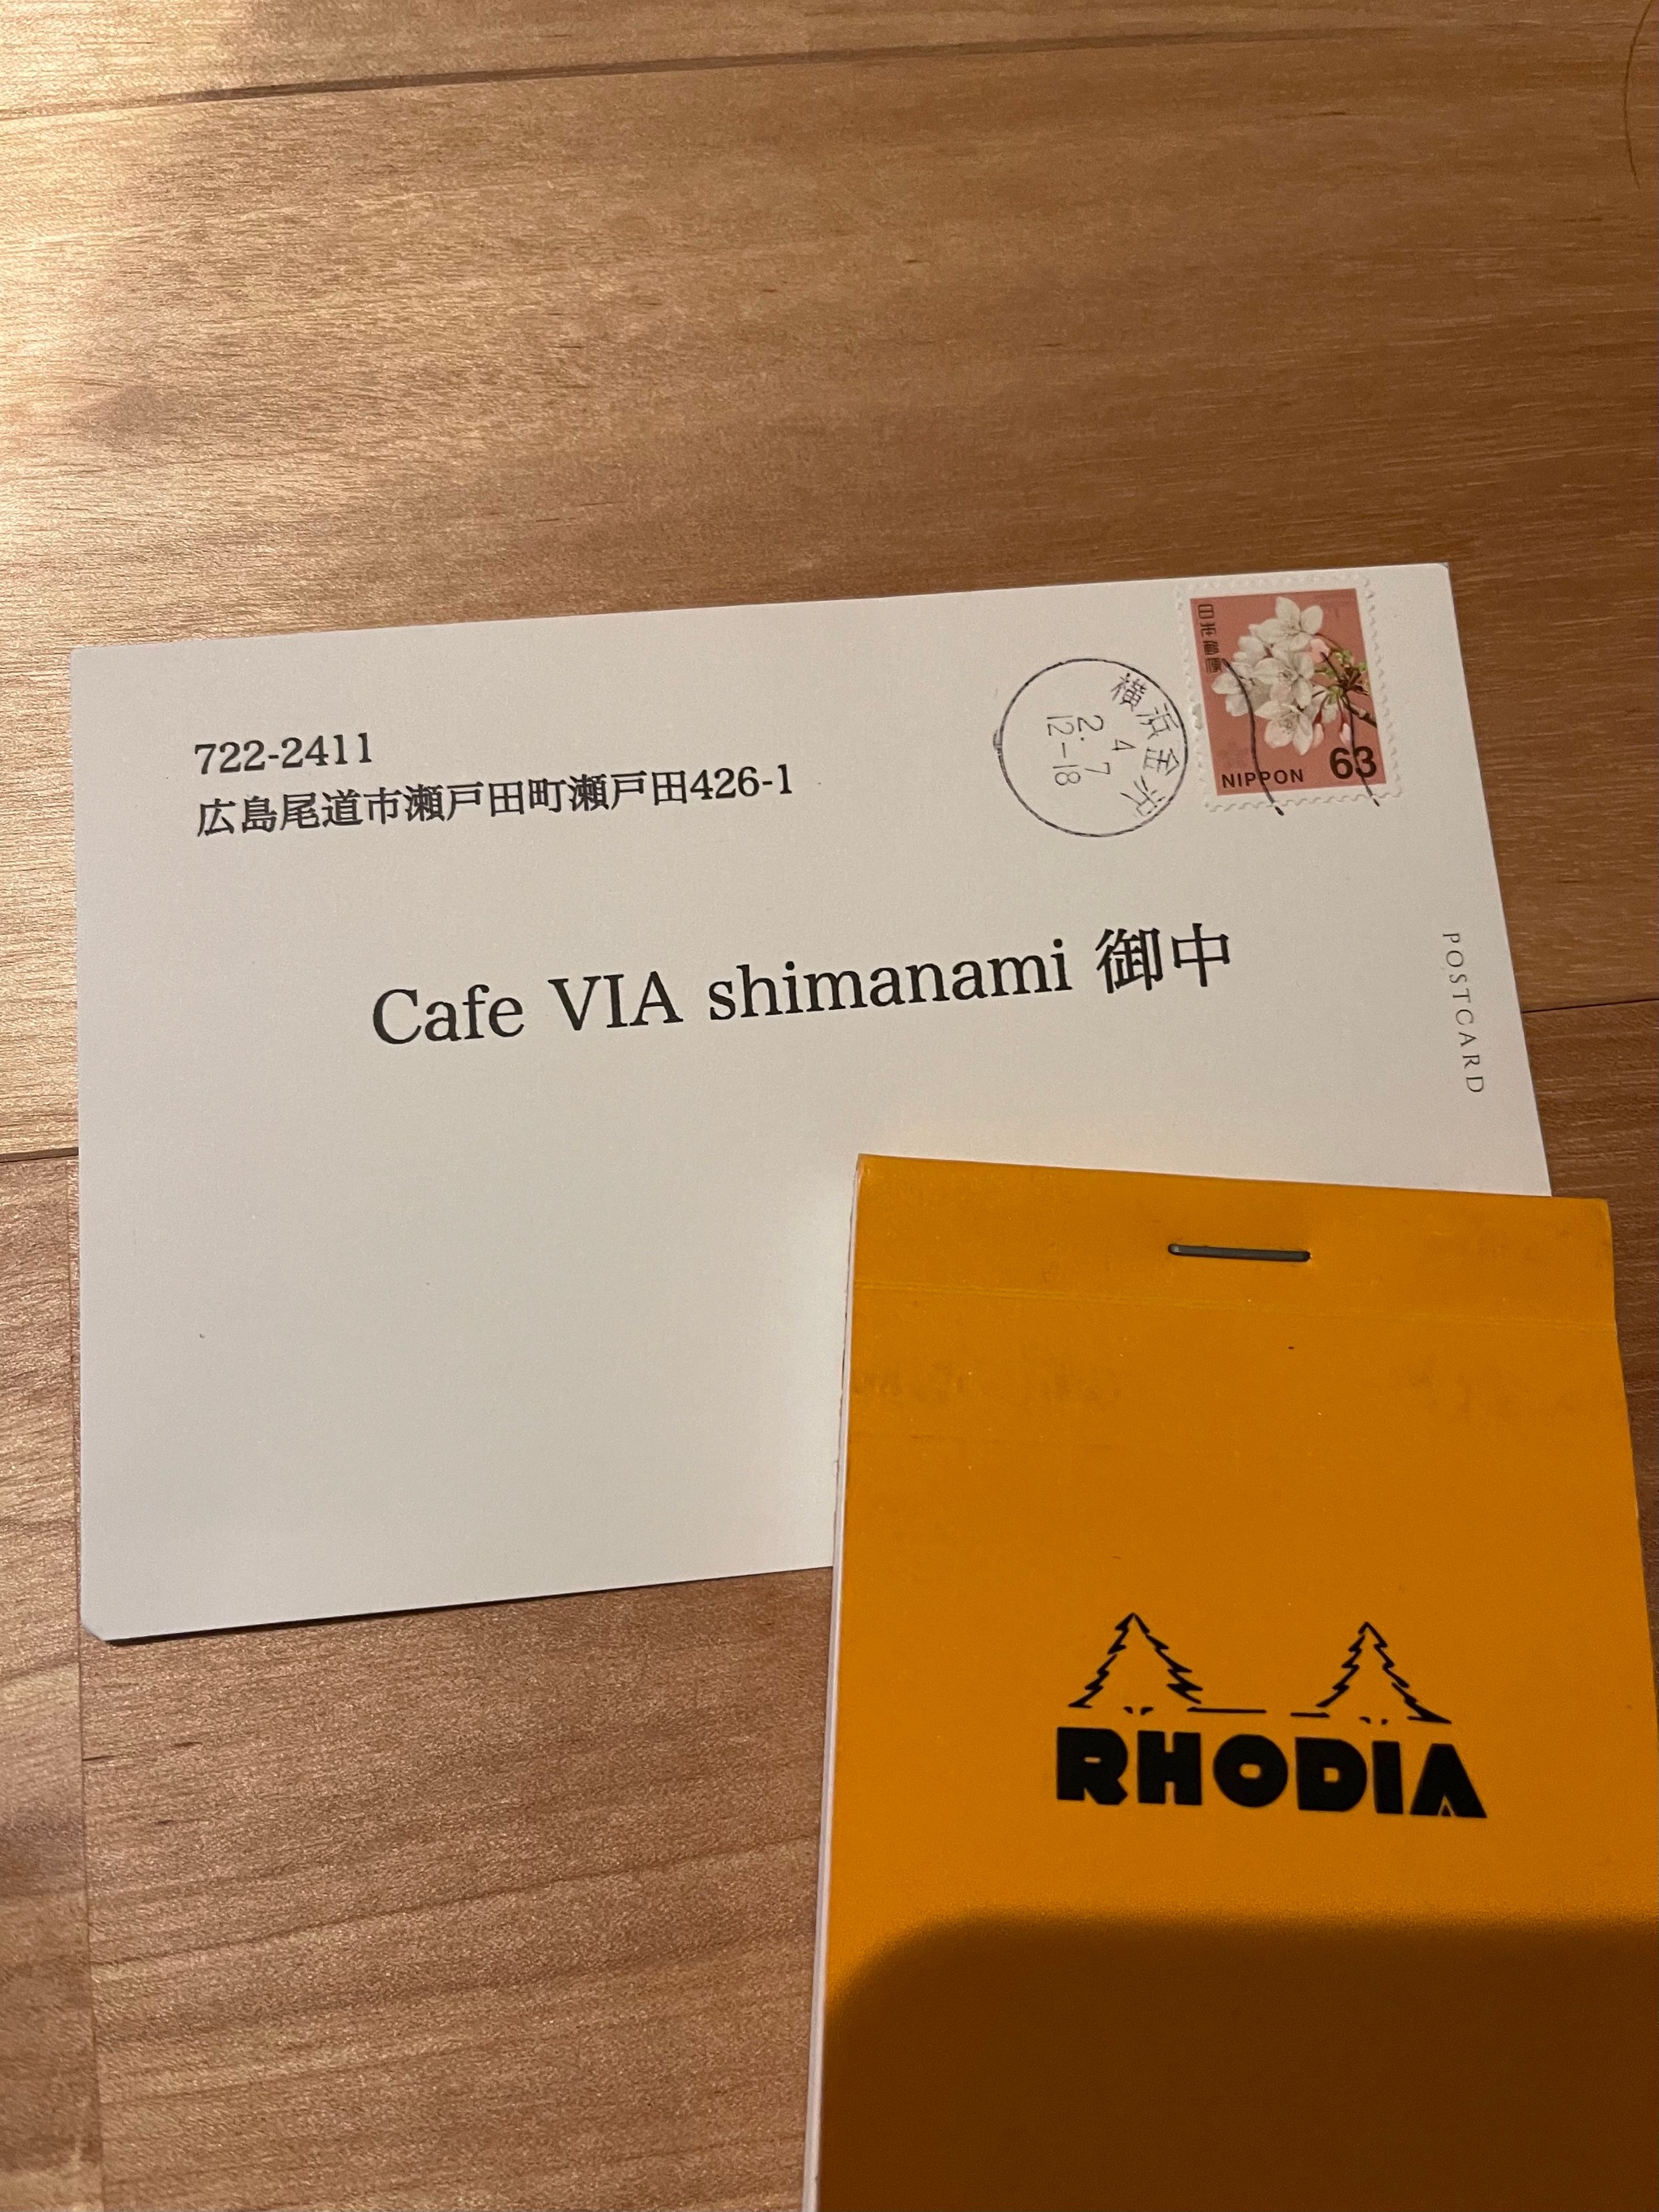 722-2411
広島尾道市瀬戸田町瀬戸田426-1
横浜金沢
4
2. 7
12-18
日本郵便
NIPPON 63
Cafe VIA shimanami 御中
POSTCARD
RHODIA